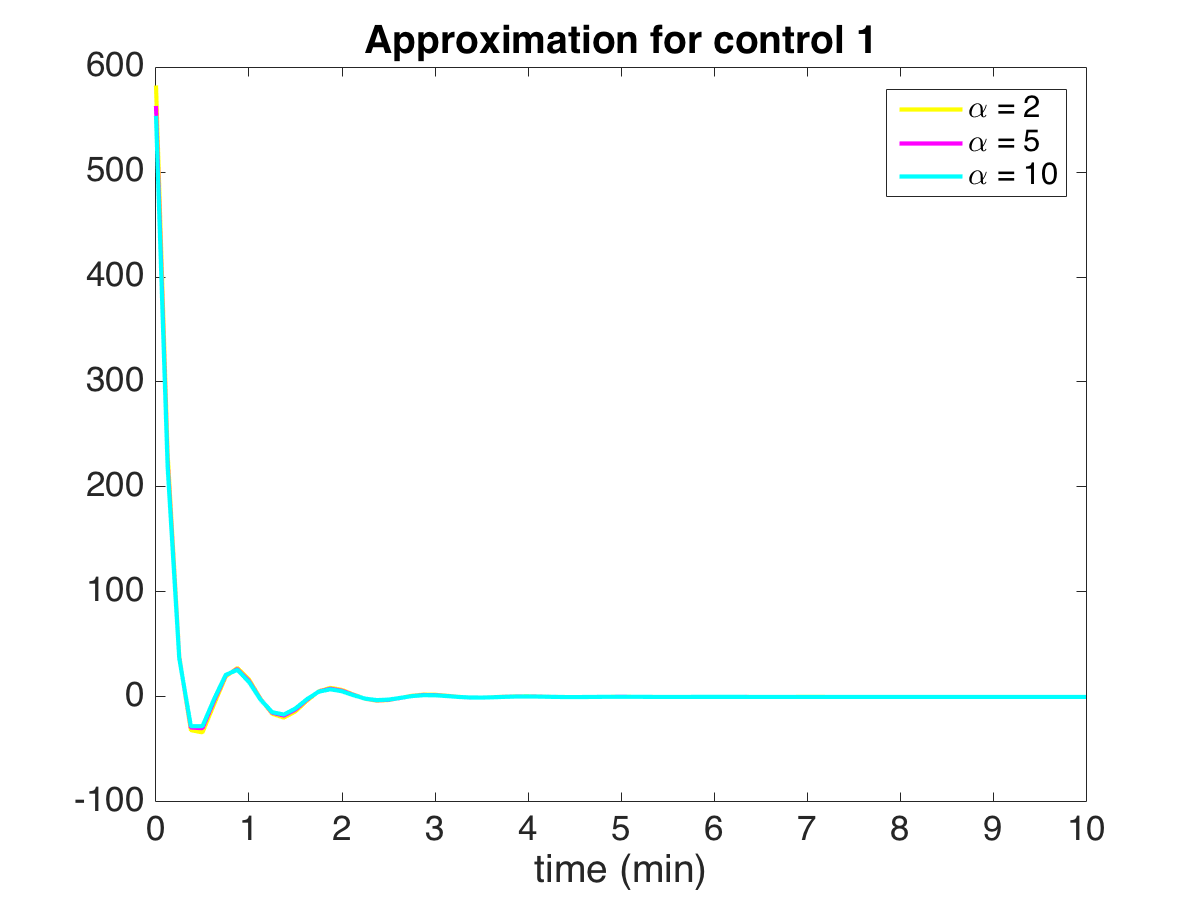 Approximation for control 1
600
500
400
300
200
100
0
-100
0 1 2 3 4 5 6 7 8 9 10
time (min)
α = 2
α = 5
α = 10